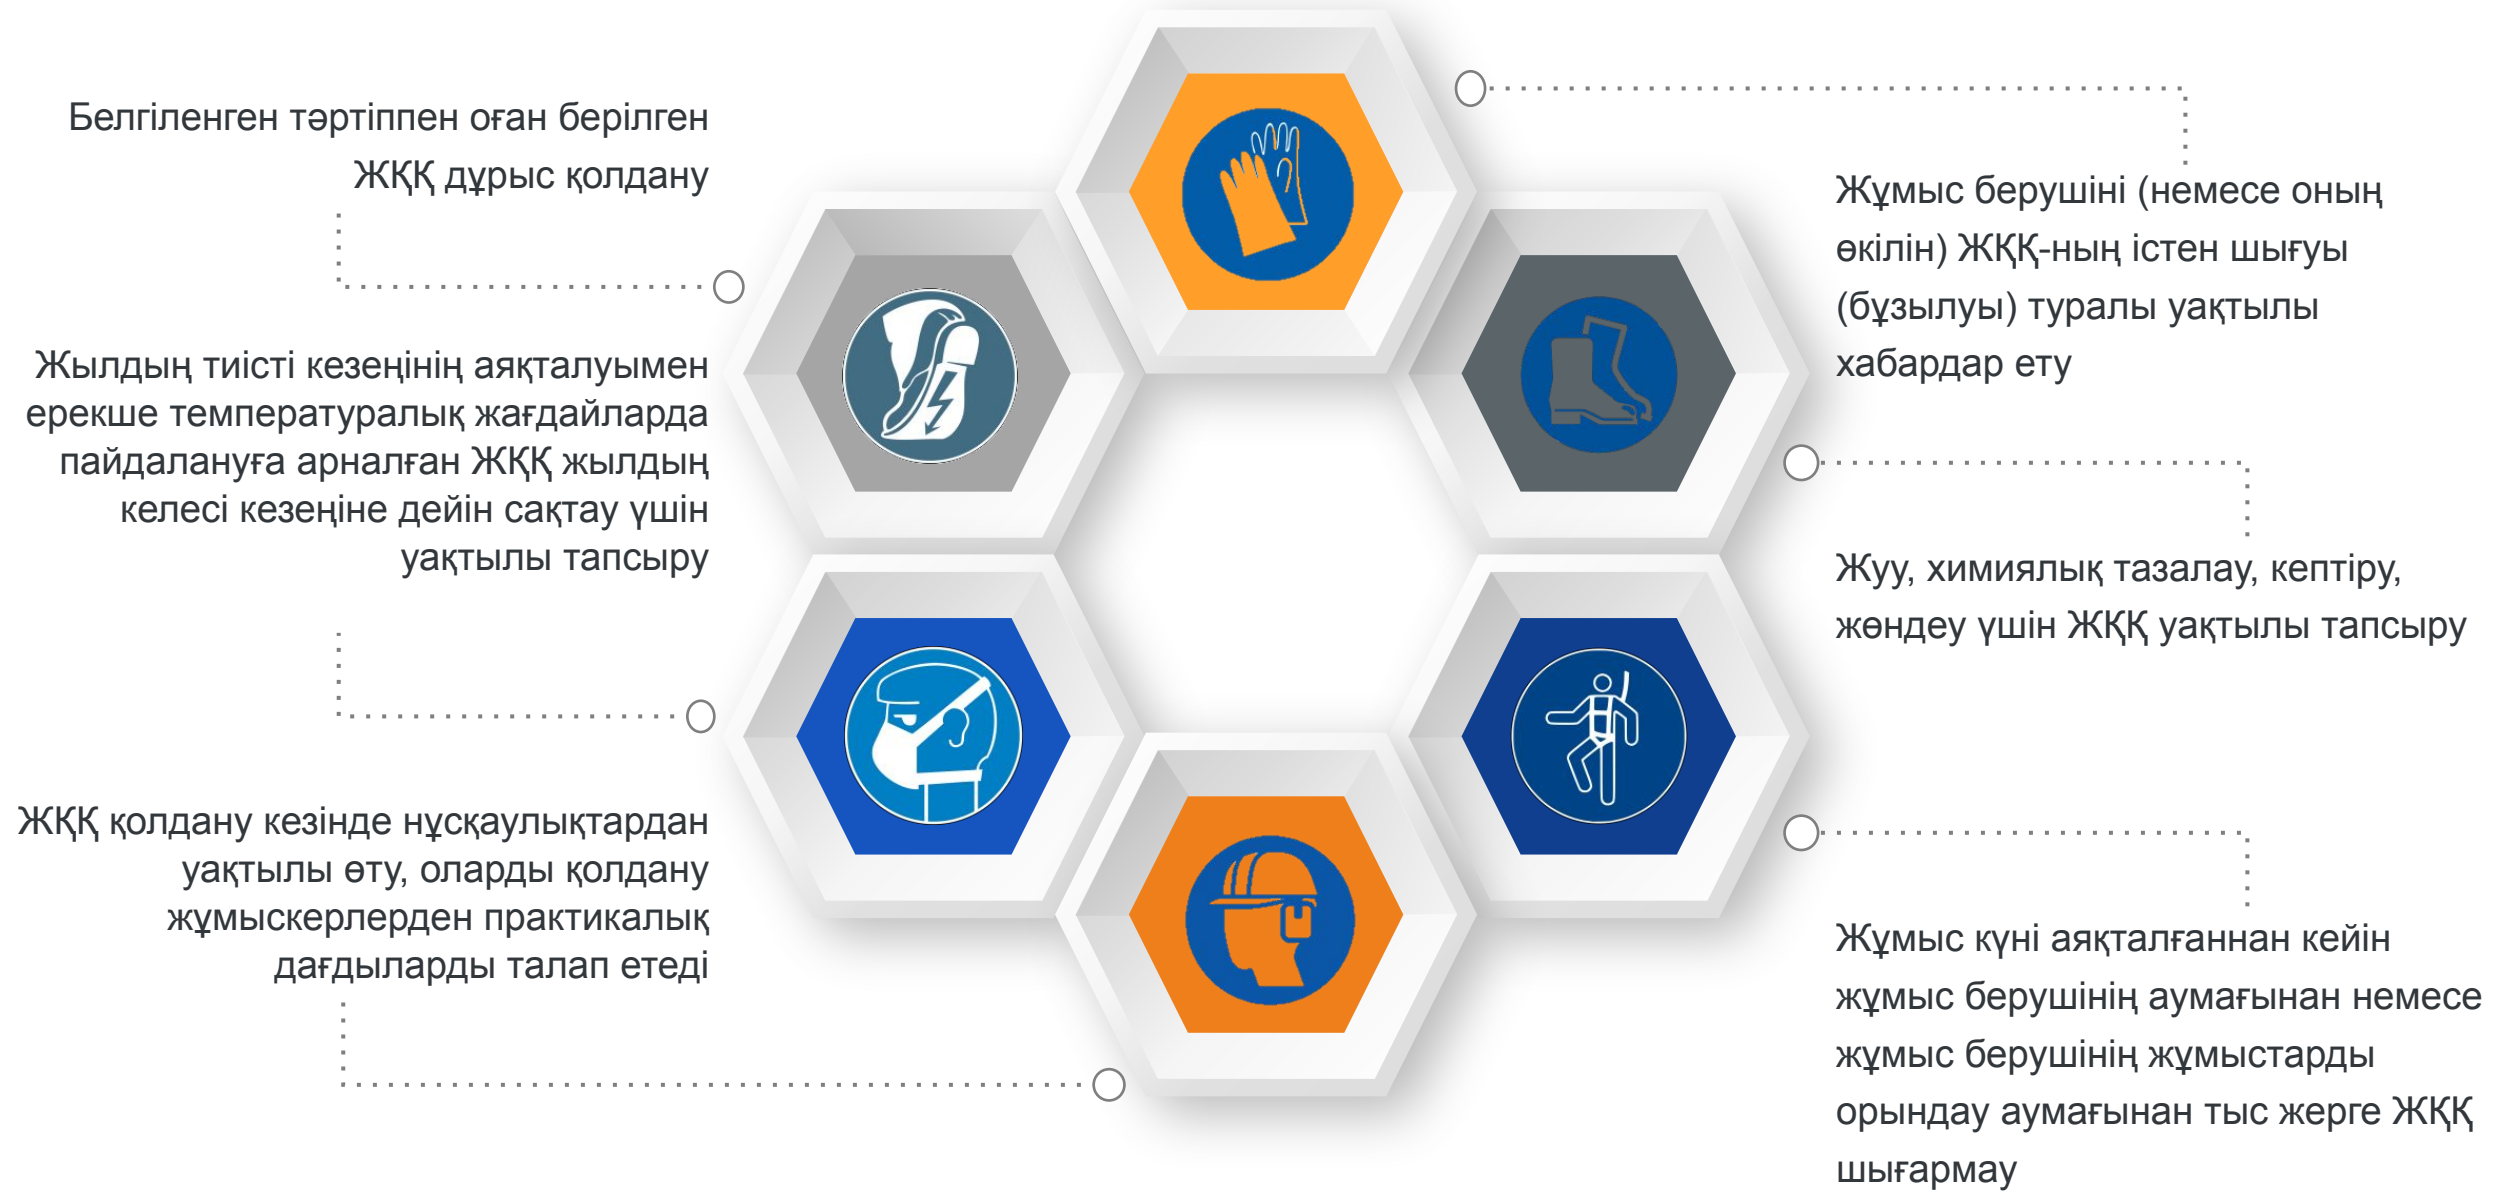 Белгіленген тәртіппен оған берілген
ЖҚҚ дұрыс қолдану
Жылдың тиісті кезеңінің аяқталуымен
ерекше температуралық жағдайларда
пайдалануға арналған ЖҚҚ жылдың
келесі кезеңіне дейін сақтау үшін
уақтылы тапсыру
ЖҚҚ қолдану кезінде нұсқаулықтардан
уақтылы өту, оларды қолдану
жұмыскерлерден практикалық
дағдыларды талап етеді
Жұмыс берушіні (немесе оның
өкілін) ЖҚҚ-ның істен шығуы
(бұзылуы) туралы уақтылы
хабардар ету
Жуу, химиялық тазалау, кептіру,
жөндеу үшін ЖҚҚ уақтылы тапсыру
Жұмыс күні аяқталғаннан кейін
жұмыс берушінің аумағынан немесе
жұмыс берушінің жұмыстарды
орындау аумағынан тыс жерге ЖҚҚ
шығармау